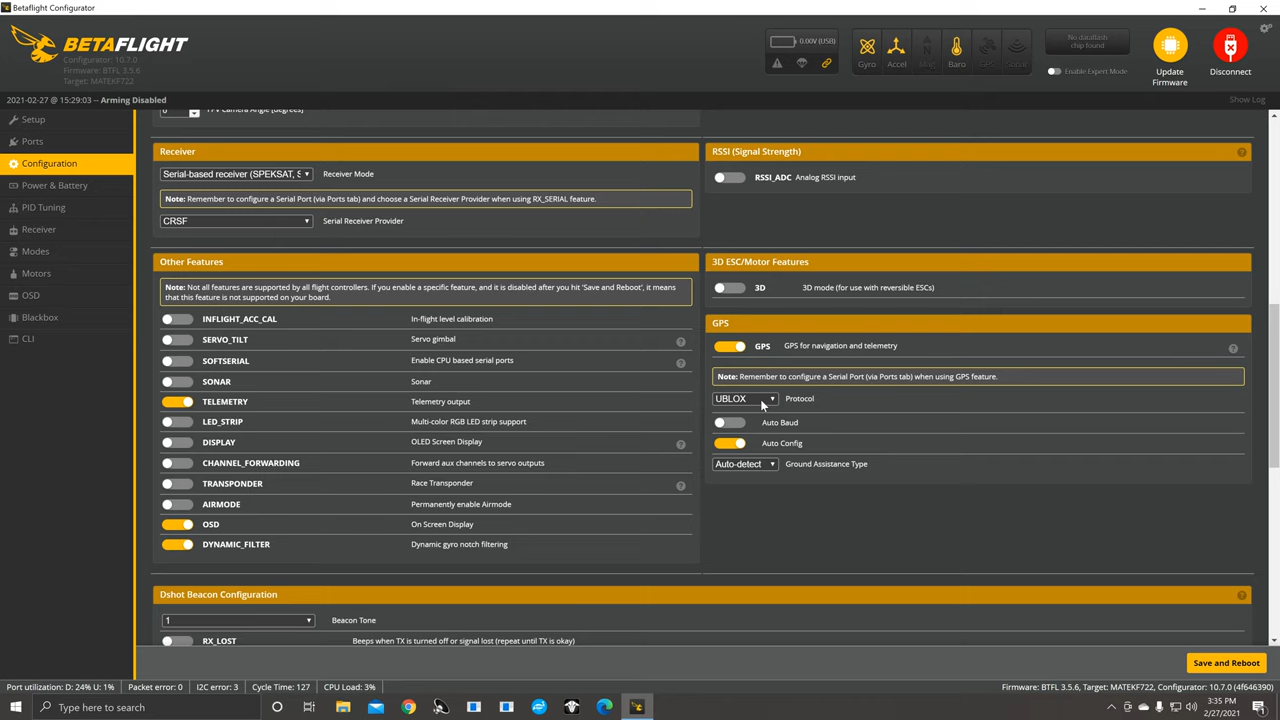 Betaflight Configurator
BETAFLIGHT
Configurator: 10.7.0
Firmware: BTFL 3.5.6
Target: MATEKF722
0.00V (USB)
Gyro Accel Mag Baro GPS Sonar
No dataflash
chip found
Enable Expert Mode
Update
Firmware
Disconnect
2021-02-27 @ 15:29:03 -- Arming Disabled
Show Log
Setup
Ports
Configuration
Power & Battery
PID Tuning
Receiver
Modes
Motors
OSD
Blackbox
CLI
FPV Camera Angle [degrees]
Receiver
Serial-based receiver (SPEKSAT, S Receiver Mode
Note: Remember to configure a Serial Port (via Ports tab) and choose a Serial Receiver Provider when using RX_SERIAL feature.
CRSF Serial Receiver Provider
RSSI (Signal Strength)
RSSI_ADC Analog RSSI input
Other Features
Note: Not all features are supported by all flight controllers. If you enable a specific feature, and it is disabled after you hit 'Save and Reboot', it means
that this feature is not supported on your board.
INFLIGHT_ACC_CAL In-flight level calibration
SERVO_TILT Servo gimbal
SOFTSERIAL Enable CPU based serial ports
SONAR Sonar
TELEMETRY Telemetry output
LED_STRIP Multi-color RGB LED strip support
DISPLAY OLED Screen Display
CHANNEL_FORWARDING Forward aux channels to servo outputs
TRANSPONDER Race Transponder
AIRMODE Permanently enable Airmode
OSD On Screen Display
DYNAMIC_FILTER Dynamic gyro notch filtering
3D ESC/Motor Features
3D 3D mode (for use with reversible ESCs)
GPS
GPS GPS for navigation and telemetry
Note: Remember to configure a Serial Port (via Ports tab) when using GPS feature.
UBLOX Protocol
Auto Baud
Auto Config
Auto-detect Ground Assistance Type
Dshot Beacon Configuration
1 Beacon Tone
RX_LOST Beeps when TX is turned off or signal lost (repeat until TX is okay)
Save and Reboot
Port utilization: D: 24% U: 1% Packet error: 0 I2C error: 3 Cycle Time: 127 CPU Load: 3%
Firmware: BTFL 3.5.6, Target: MATEKF722, Configurator: 10.7.0 (4f646390)
Type here to search
3:35 PM
2/27/2021